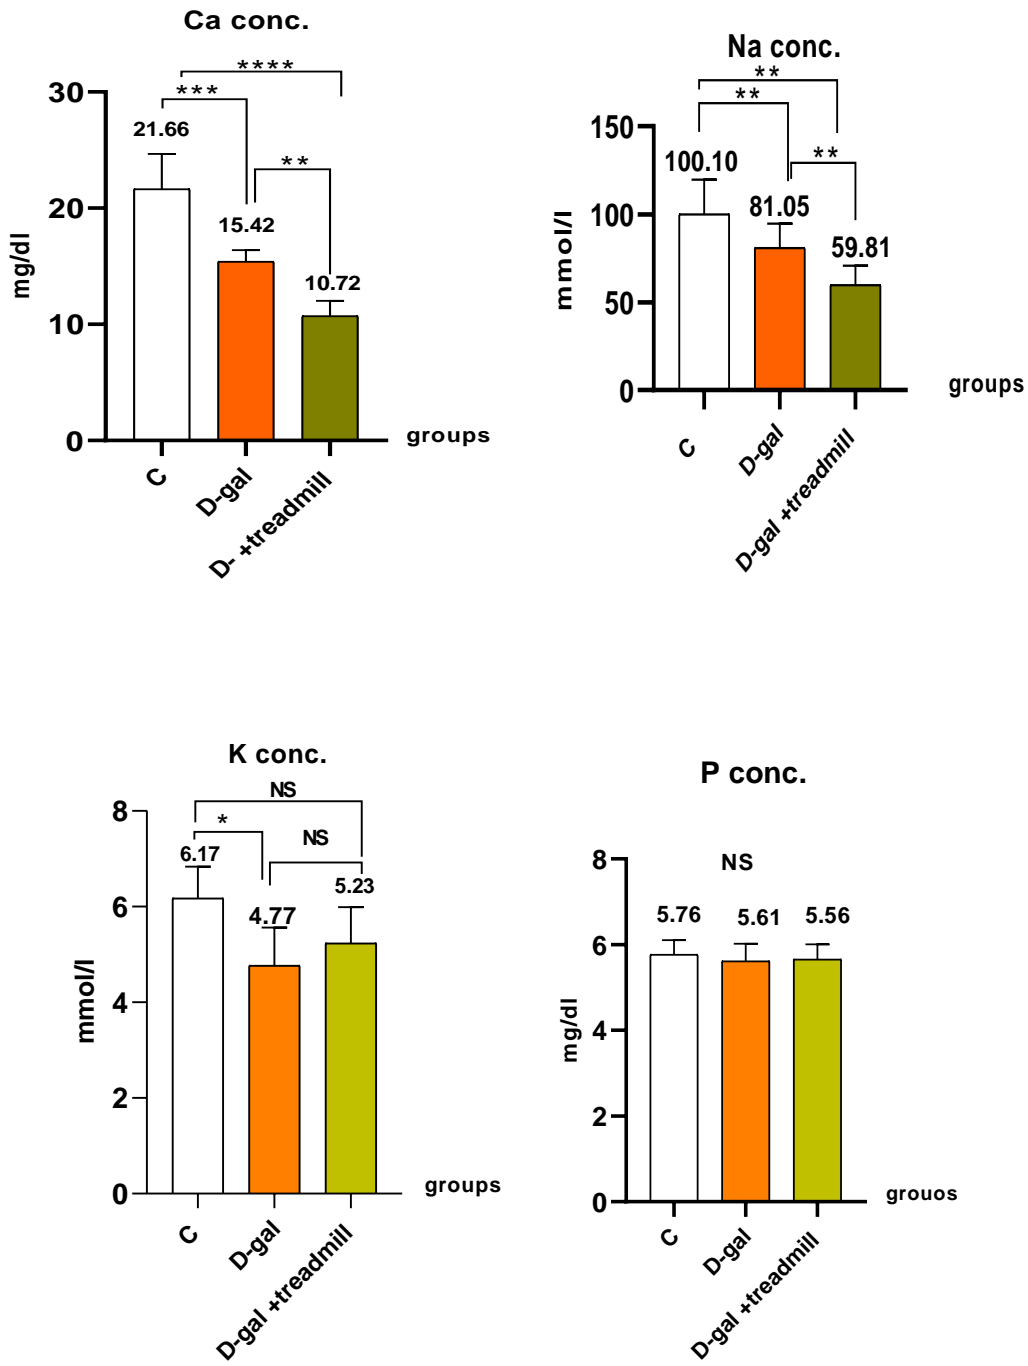 Ca conc.
****
***
**
30
20
10
0
mg/dl
21.66
15.42
10.72
groups
C
D-gal
D- +treadmill
Na conc.
**
**
**
150
100
50
0
mmol/l
100.10
81.05
59.81
groups
C
D-gal
D-gal +treadmill
K conc.
NS
*
NS
8
6
4
2
0
mmol/l
6.17
4.77
5.23
groups
C
D-gal
D-gal +treadmill
P conc.
NS
8
6
4
2
0
mg/dl
5.76
5.61
5.56
grouos
C
D-gal
D-gal +treadmill